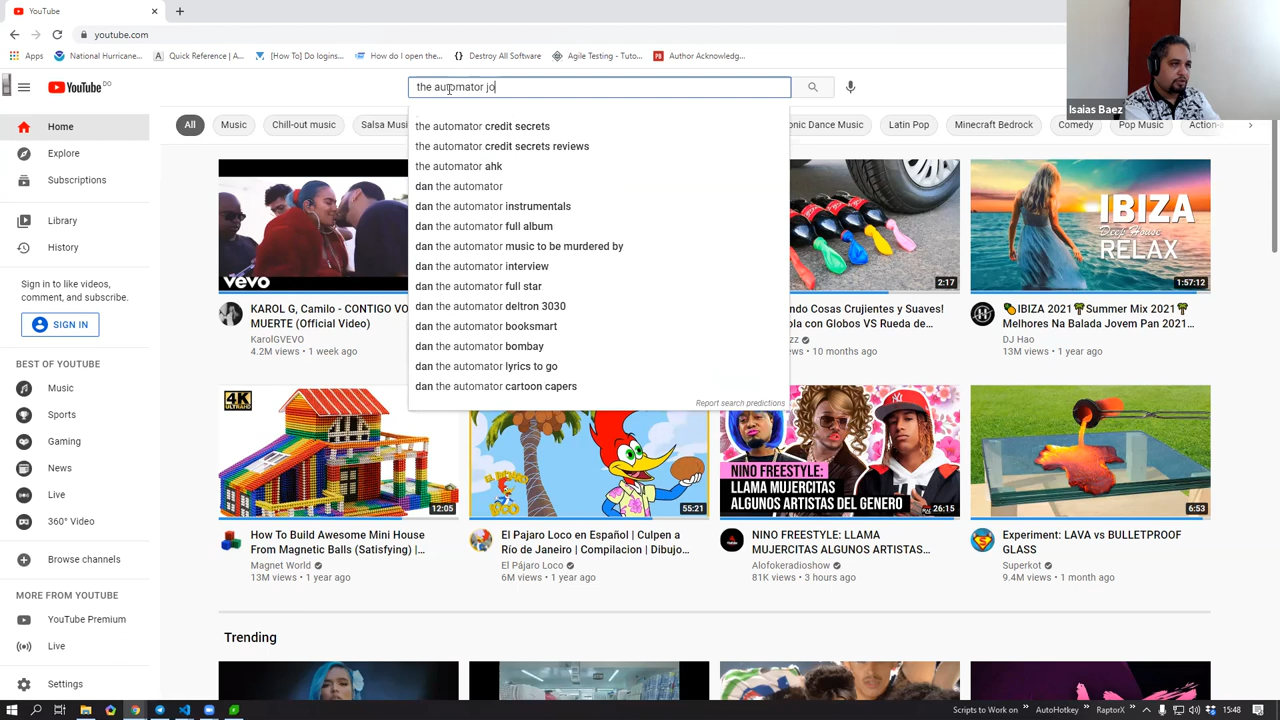 YouTube
youtube.com
Apps
National Hurricane...
Quick Reference | A...
[How To] Do logins...
How do I open the...
Destroy All Software
Agile Testing - Tuto...
Author Acknowledg...
YouTube DO
the automator jo
Isaias Baez
Home
Explore
Subscriptions
Library
History
Sign in to like videos,
comment, and subscribe.
SIGN IN
BEST OF YOUTUBE
Music
Sports
Gaming
News
Live
360° Video
Browse channels
MORE FROM YOUTUBE
YouTube Premium
Live
Settings
All
Music
Chill-out music
Salsa Musi
onic Dance Music
Latin Pop
Minecraft Bedrock
Comedy
Action-
the automator credit secrets
the automator credit secrets reviews
the automator ahk
dan the automator
dan the automator instrumentals
dan the automator full album
dan the automator music to be murdered by
dan the automator interview
dan the automator full star
dan the automator deltron 3030
dan the automator booksmart
dan the automator bombay
dan the automator lyrics to go
dan the automator cartoon capers
Report search predictions
vevo
KAROL G, Camilo - CONTIGO VO
MUERTE (Official Video)
KarolGVEVO
4.2M views • 1 week ago
2:17
ndo Cosas Crujientes y Suaves!
ola con Globos VS Rueda de...
zz
ws • 10 months ago
IBIZA
Deep House
RELAX
1:57:12
IBIZA 2021 Summer Mix 2021
Melhores Na Balada Jovem Pan 2021...
DJ Hao
13M views • 1 year ago
4K
ULTRAHD
12:05
How To Build Awesome Mini House
From Magnetic Balls (Satisfying) |...
Magnet World
13M views • 1 year ago
LOCO
55:21
El Pajaro Loco en Español | Culpen a
Río de Janeiro | Compilacion | Dibujo...
El Pájaro Loco
6M views • 1 year ago
NINO FREESTYLE:
LLAMA MUJERCITAS
ALGUNOS ARTISTAS DEL GENERO
26:15
NINO FREESTYLE: LLAMA
MUJERCITAS ALGUNOS ARTISTAS...
Alofokeradioshow
81K views • 3 hours ago
6:53
Experiment: LAVA vs BULLETPROOF
GLASS
Superkot
9.4M views • 1 month ago
Trending
Scripts to Work on
AutoHotkey
RaptorX
15:48